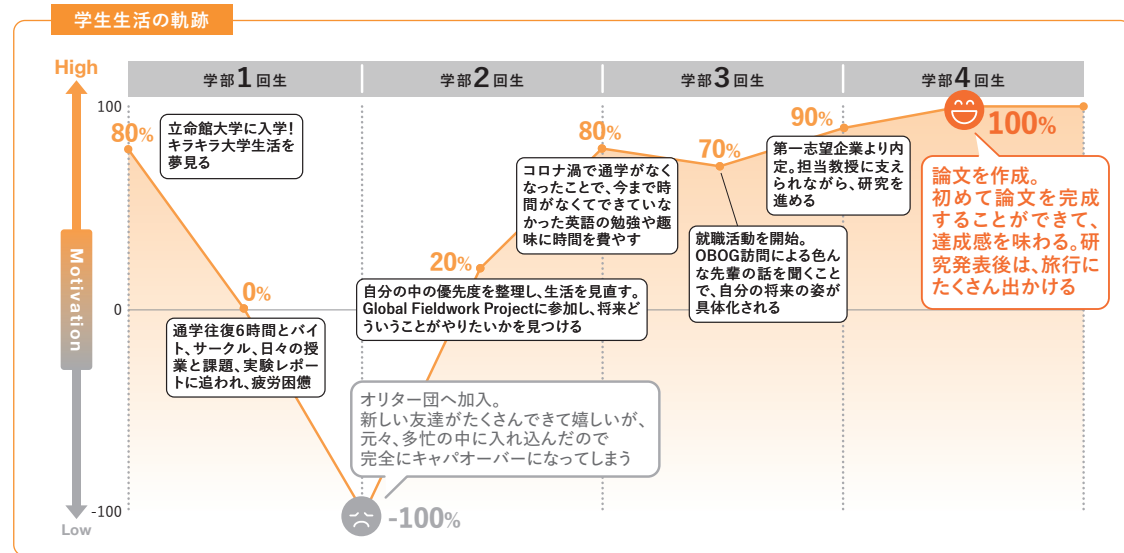 学生生活の軌跡
High
学部1回生
学部2回生
学部3回生
学部4回生
100
0
-100
Motivation
Low
80%
立命館大学に入学！
キラキラ大学生活を
夢見る
0%
通学往復6時間とバイ
ト、サークル、日々の授
業と課題、実験レポー
トに追われ、疲労困憊
-100%
オリター団へ加入。
新しい友達がたくさんできて嬉しいが、
元々、多忙の中に入れ込んだので
完全にキャパオーバーになってしまう
20%
自分の中の優先度を整理し、生活を見直す。
Global Fieldwork Projectに参加し、将来ど
ういうことがやりたいかを見つける
80%
コロナ渦で通学がなく
なったことで、今まで時
間がなくてできていな
かった英語の勉強や趣
味に時間を費やす
70%
就職活動を開始。
OBOG訪問による色ん
な先輩の話を聞くこと
で、自分の将来の姿が
具体化される
90%
第一志望企業より内
定。担当教授に支え
られながら、研究を
進める
100%
論文を作成。
初めて論文を完成
することができて、
達成感を味わる。研
究発表後は、旅行に
たくさん出かける